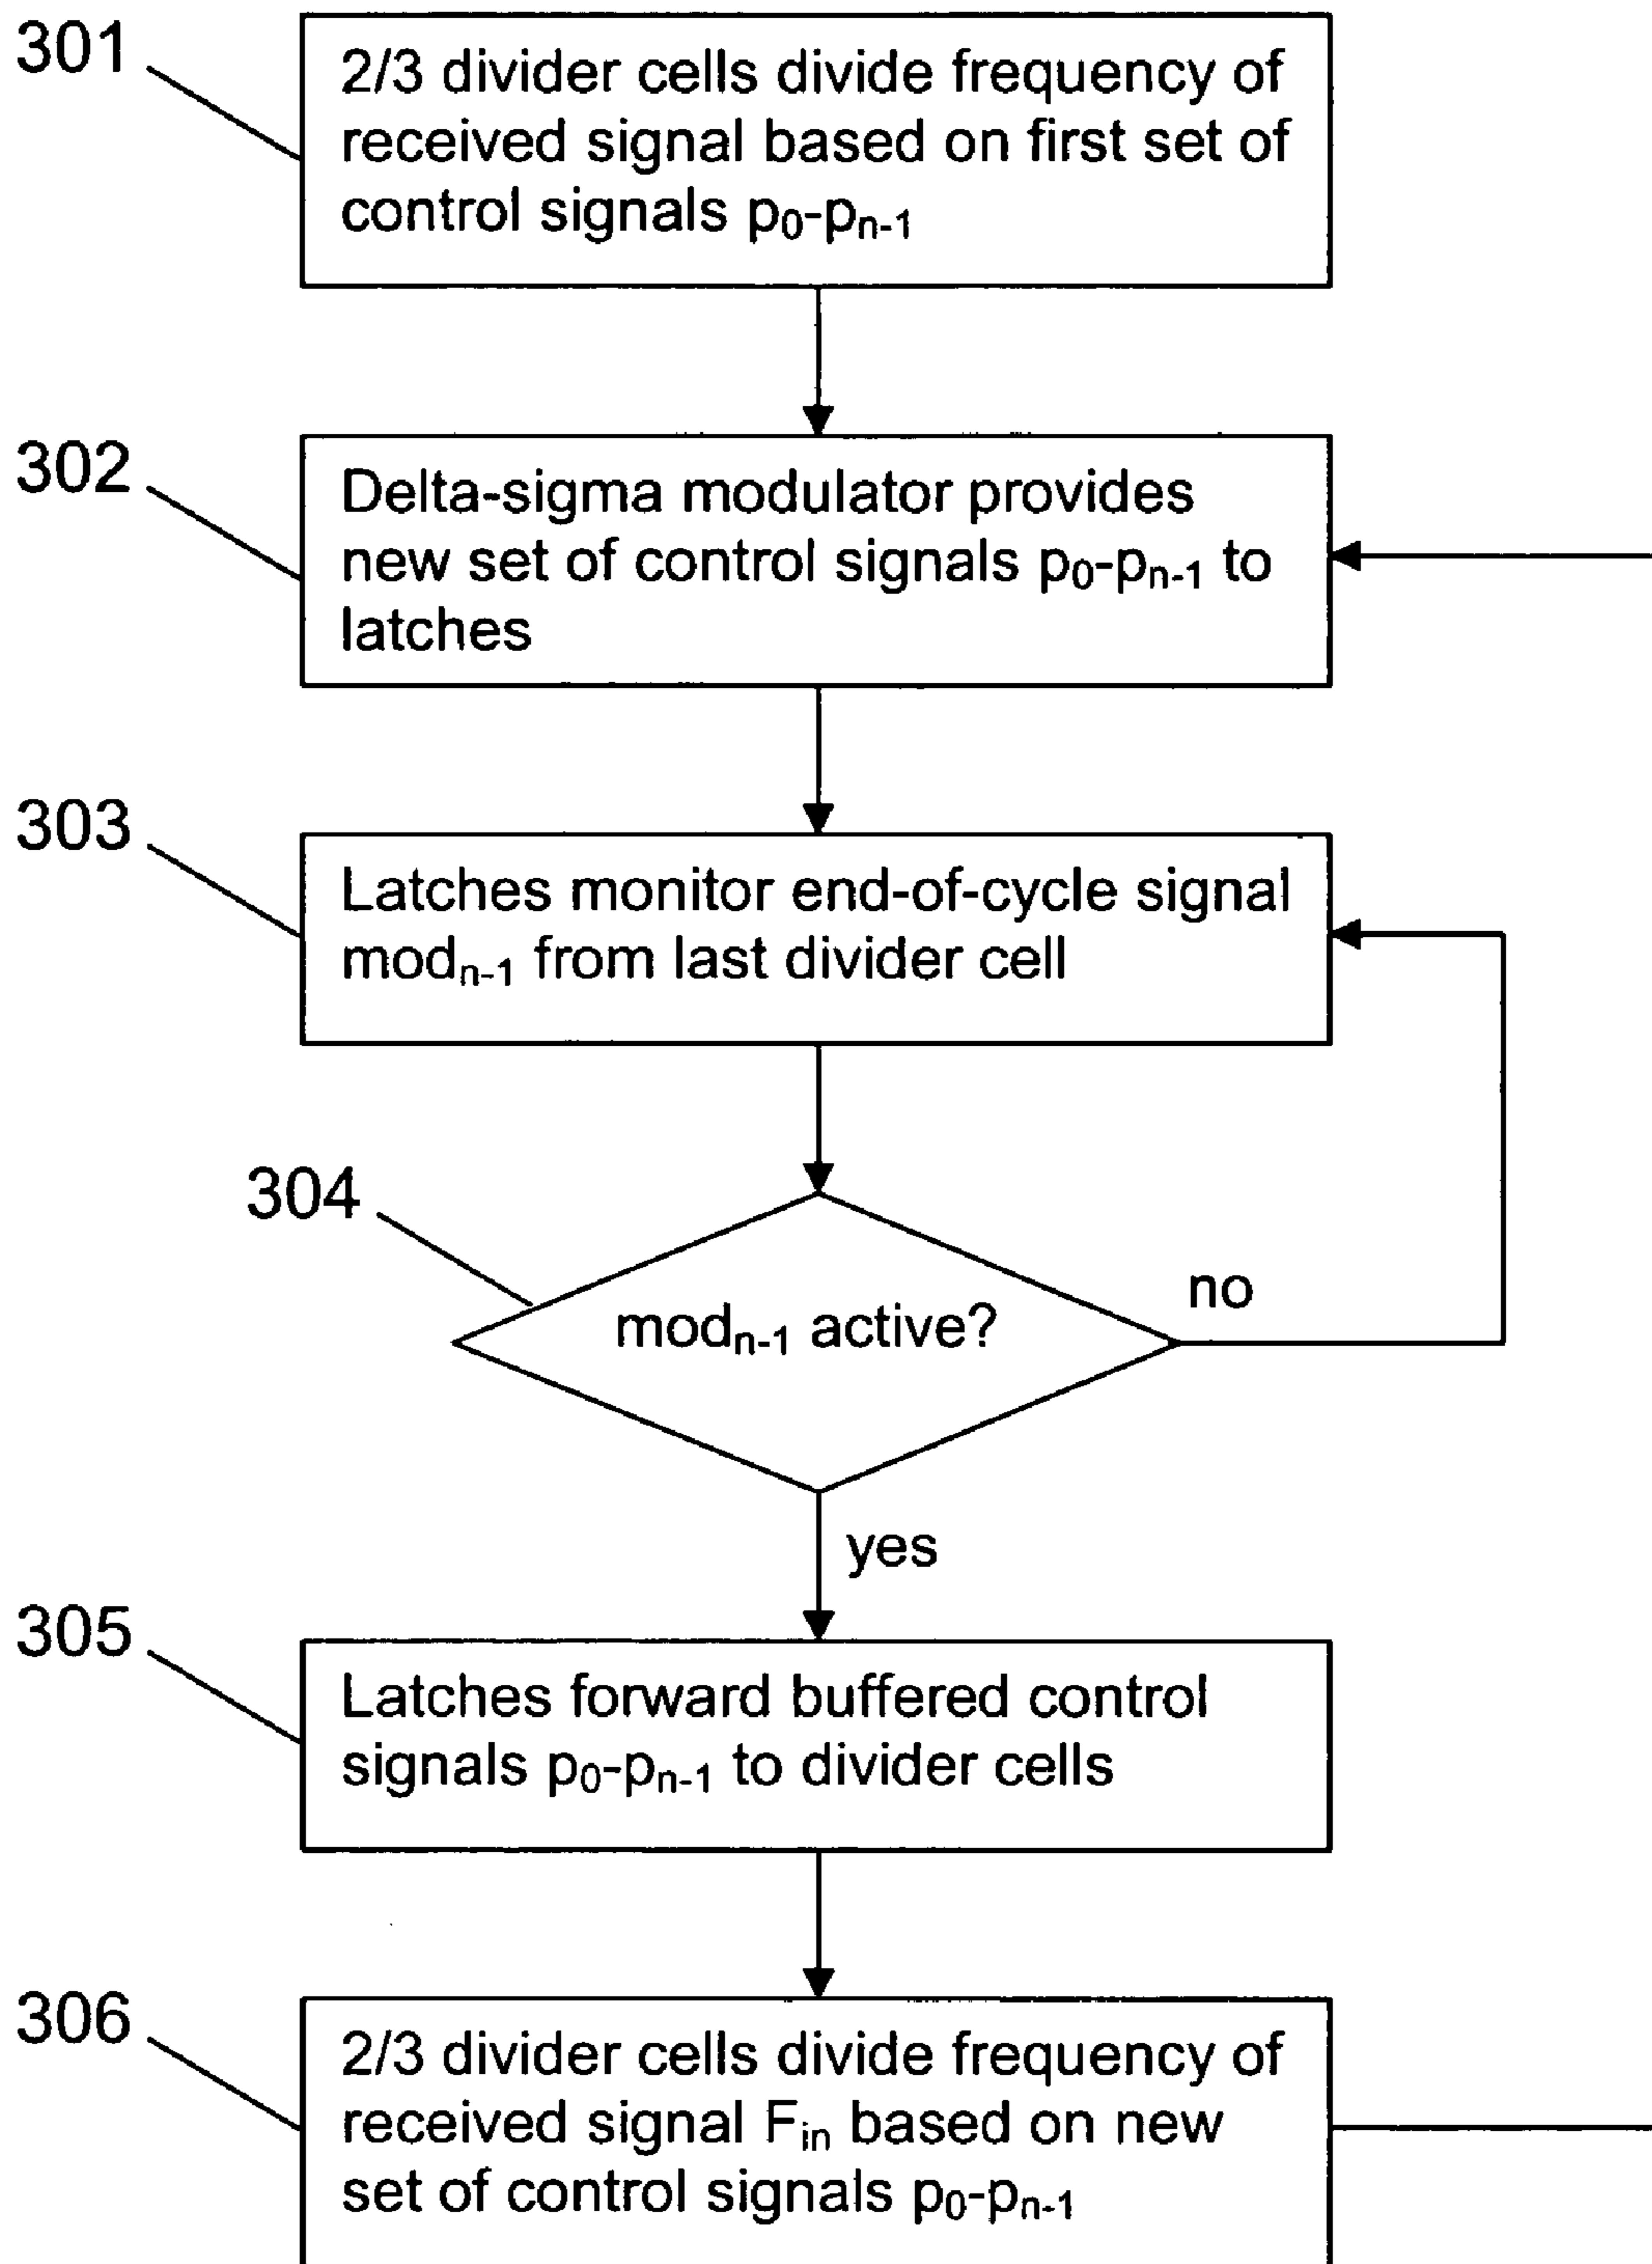 301
2/3 divider cells divide frequency of
received signal based on first set of
control signals p₀-pₙ₋₁
302
Delta-sigma modulator provides
new set of control signals p₀-pₙ₋₁ to
latches
303
Latches monitor end-of-cycle signal
modₙ₋₁ from last divider cell
304
modₙ₋₁ active?
no
yes
305
Latches forward buffered control
signals p₀-pₙ₋₁ to divider cells
306
2/3 divider cells divide frequency of
received signal Fᵢₙ based on new
set of control signals p₀-pₙ₋₁